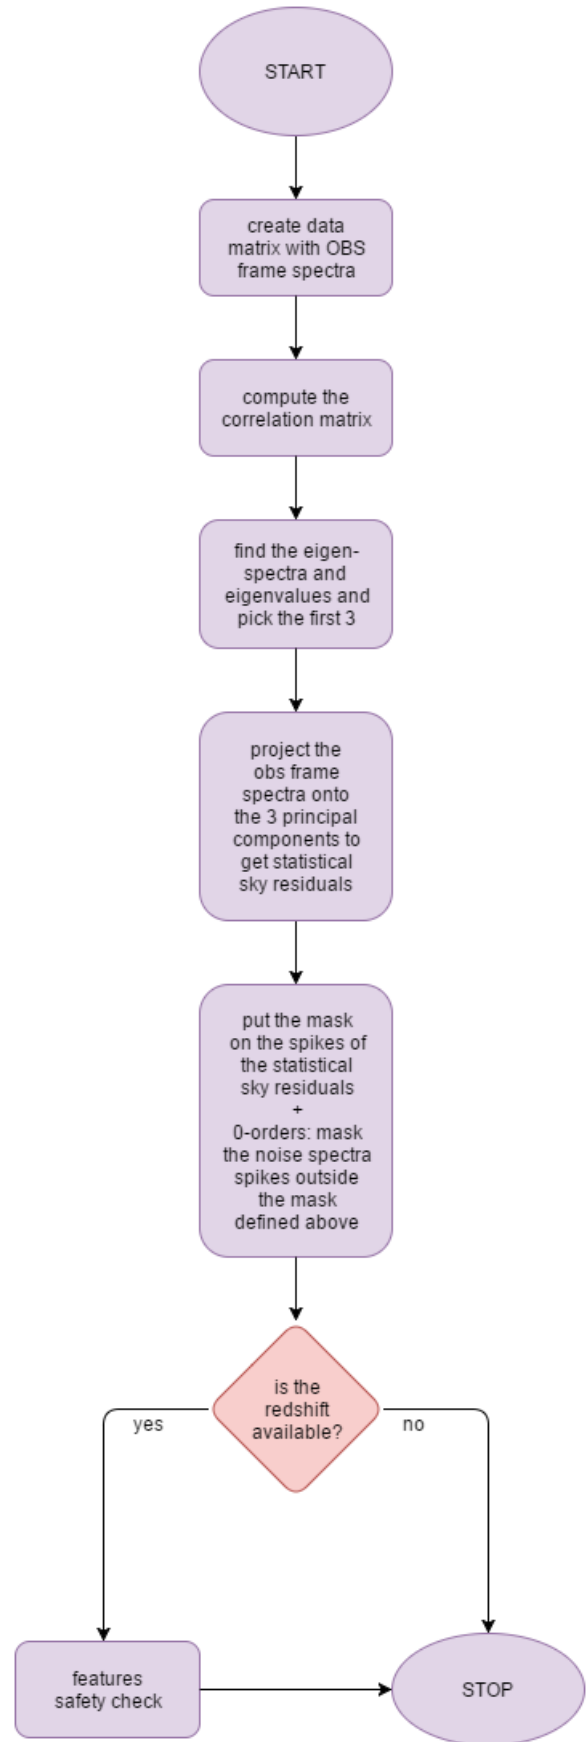 START
create data
matrix with OBS
frame spectra
compute the
correlation matrix
find the eigen-
spectra and
eigenvalues and
pick the first 3
project the
obs frame
spectra onto
the 3 principal
components to
get statistical
sky residuals
put the mask
on the spikes of
the statistical
sky residuals
+
0-orders: mask
the noise spectra
spikes outside
the mask
defined above
is the
redshift
available?
yes
no
features
safety check
STOP